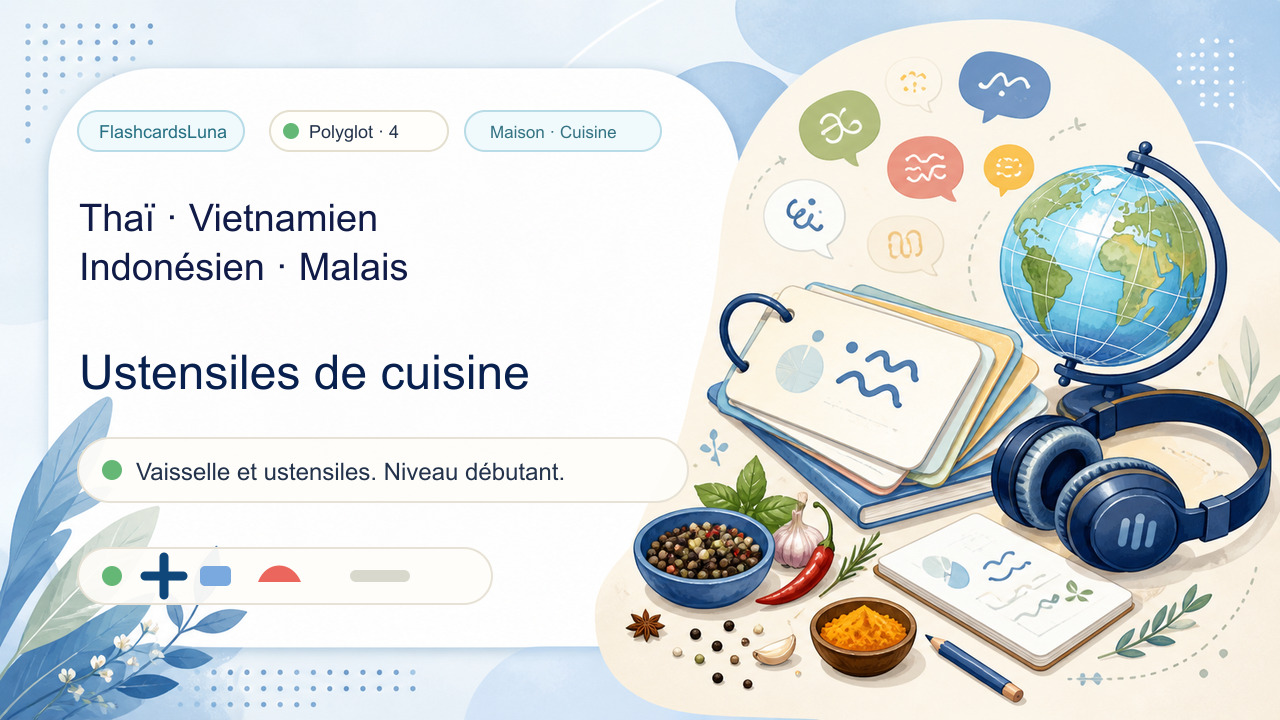 FlashcardsLuna
Polyglot · 4
Maison · Cuisine
Thaï · Vietnamien
Indonésien · Malais
Ustensiles de cuisine
Vaisselle et ustensiles. Niveau débutant.